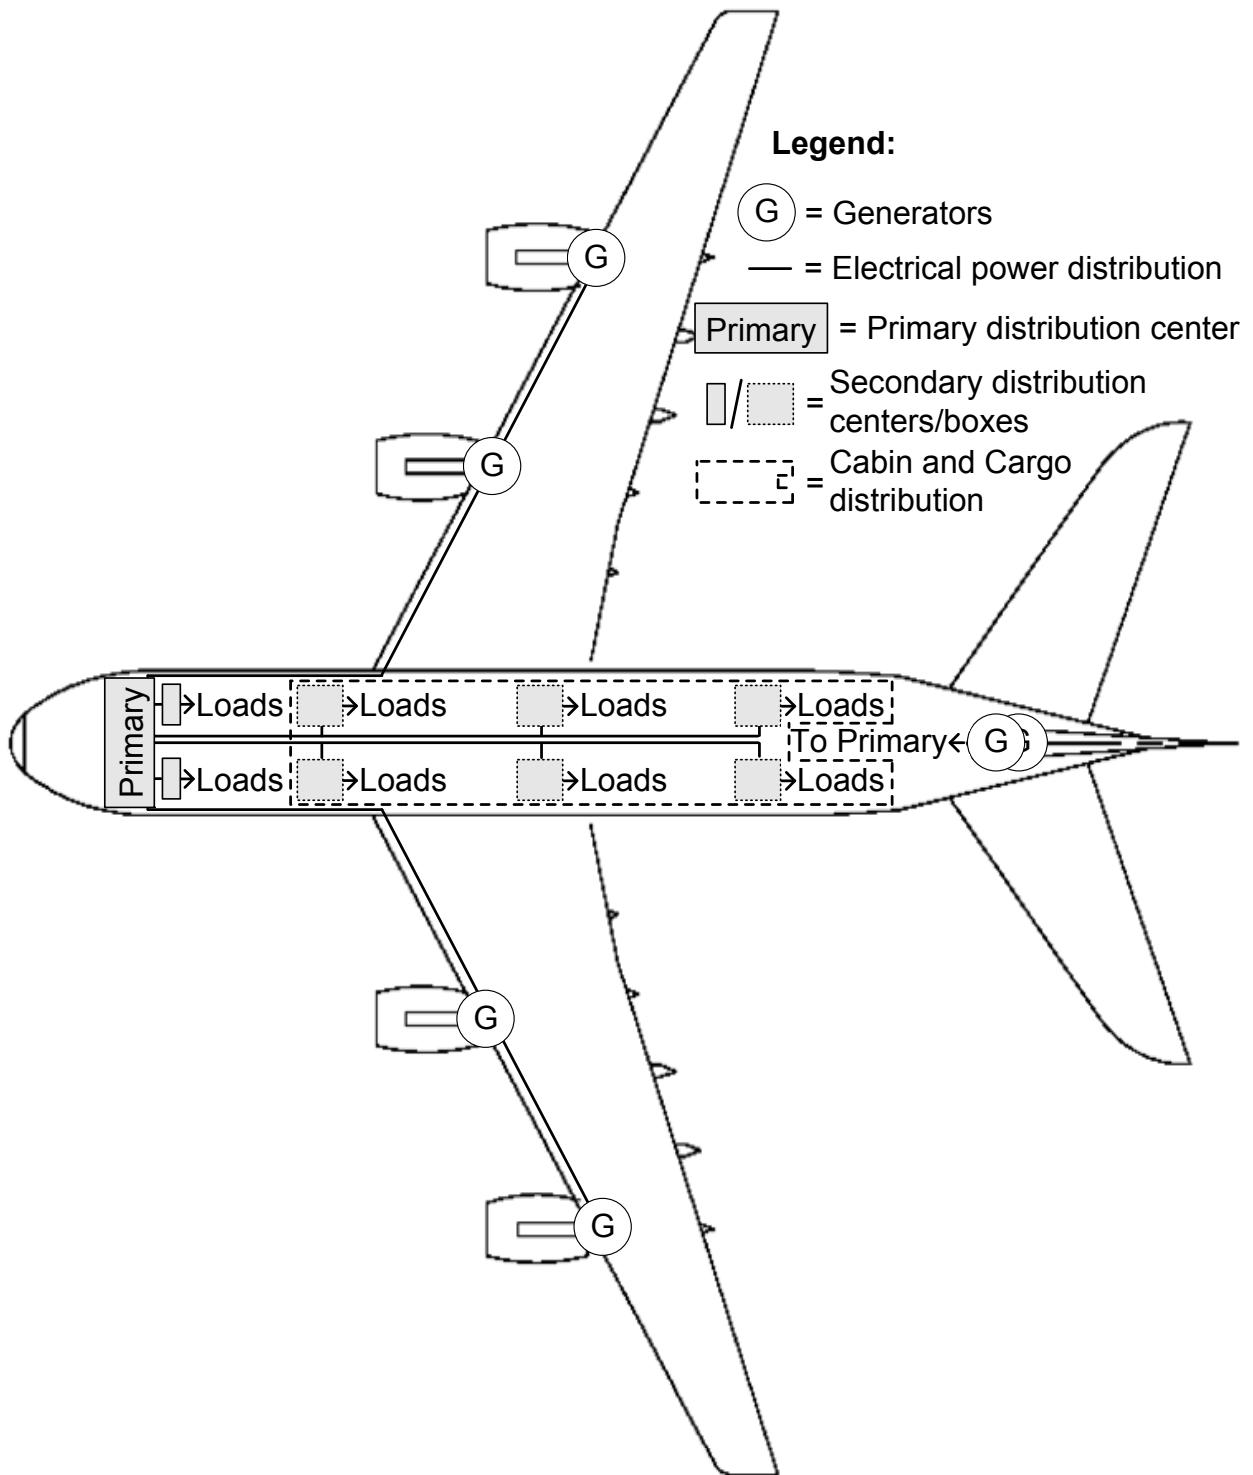 Legend:
G = Generators
= Electrical power distribution
Primary = Primary distribution center
/ = Secondary distribution
centers/boxes
= Cabin and Cargo
distribution
G
G
Primary
Loads Loads Loads Loads
To Primary G G
Loads Loads Loads Loads
G
G